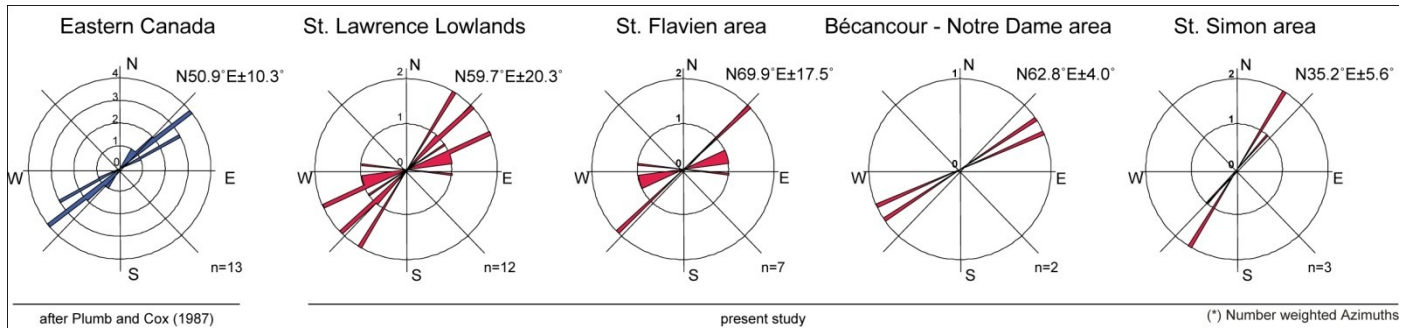 Eastern Canada
St. Lawrence Lowlands
St. Flavien area
Bécancour - Notre Dame area
St. Simon area
N
4
3
2
1
0
N50.9°E±10.3°
W
E
S
n=13
N
2
1
0
N59.7°E±20.3°
W
E
S
n=12
N
2
1
0
N69.9°E±17.5°
W
E
S
n=7
N
1
0
N62.8°E±4.0°
W
E
S
n=2
N
2
1
0
N35.2°E±5.6°
W
E
S
n=3
after Plumb and Cox (1987)
present study
(*) Number weighted Azimuths